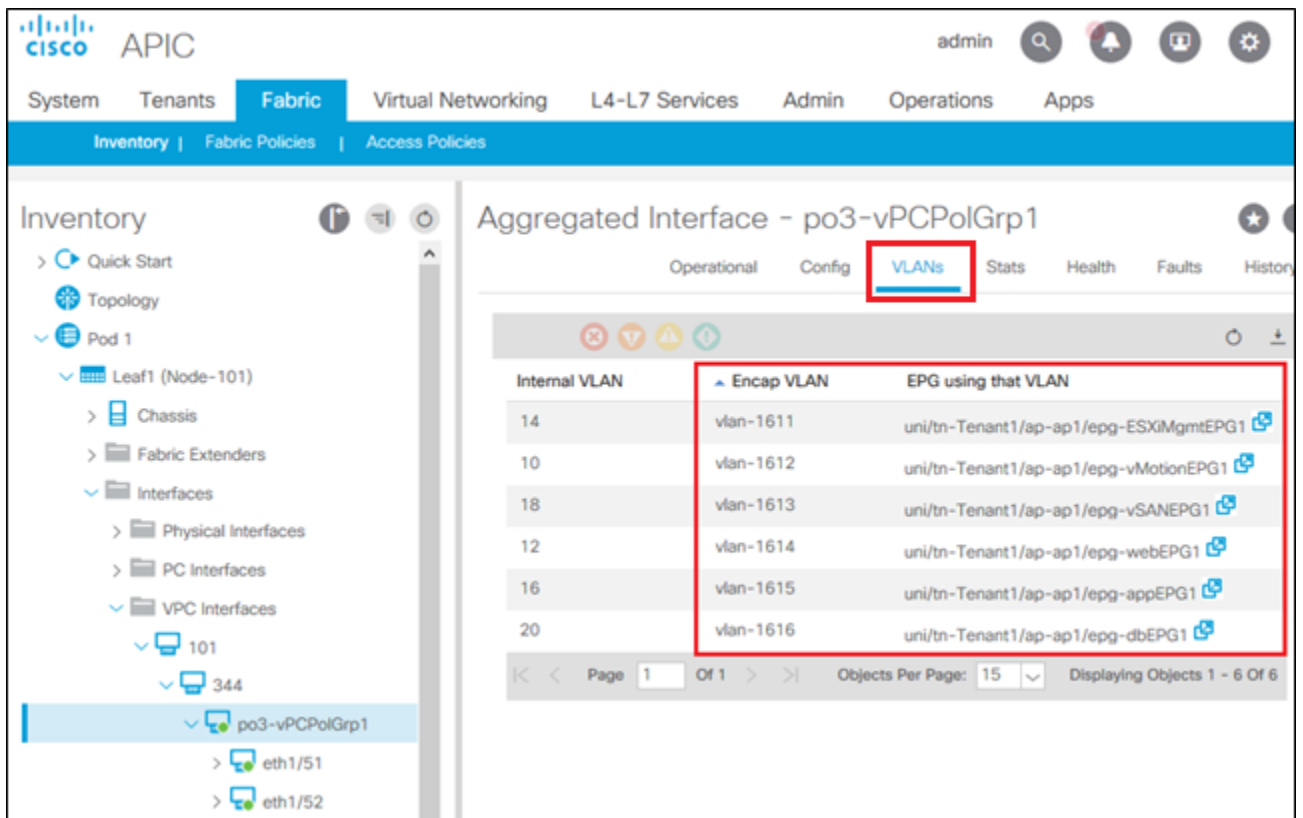 CISCO APIC admin
System Tenants Fabric Virtual Networking L4-L7 Services Admin Operations Apps
Inventory | Fabric Policies | Access Policies
Inventory
Quick Start
Topology
Pod 1
Leaf1 (Node-101)
Chassis
Fabric Extenders
Interfaces
Physical Interfaces
PC Interfaces
VPC Interfaces
101
344
po3-vPCPolGrp1
eth1/51
eth1/52
Aggregated Interface - po3-vPCPolGrp1
Operational Config VLANs Stats Health Faults History
Internal VLAN Encap VLAN EPG using that VLAN
14 vlan-1611 uni/tn-Tenant1/ap-ap1/epg-ESXiMgmtEPG1
10 vlan-1612 uni/tn-Tenant1/ap-ap1/epg-vMotionEPG1
18 vlan-1613 uni/tn-Tenant1/ap-ap1/epg-vSANEPG1
12 vlan-1614 uni/tn-Tenant1/ap-ap1/epg-webEPG1
16 vlan-1615 uni/tn-Tenant1/ap-ap1/epg-appEPG1
20 vlan-1616 uni/tn-Tenant1/ap-ap1/epg-dbEPG1
Page 1 Of 1 Objects Per Page: 15 Displaying Objects 1 - 6 Of 6